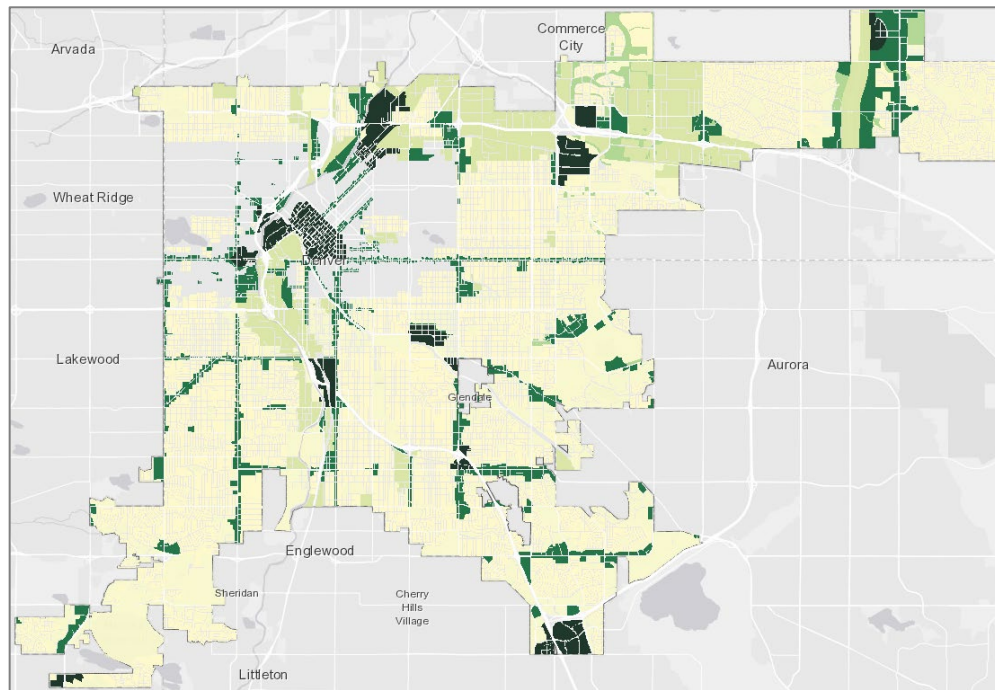 Commerce
City
Arvada
Wheat Ridge
Denver
Lakewood
Aurora
Glendale
Englewood
Sheridan
Cherry
Hills
Village
Littleton